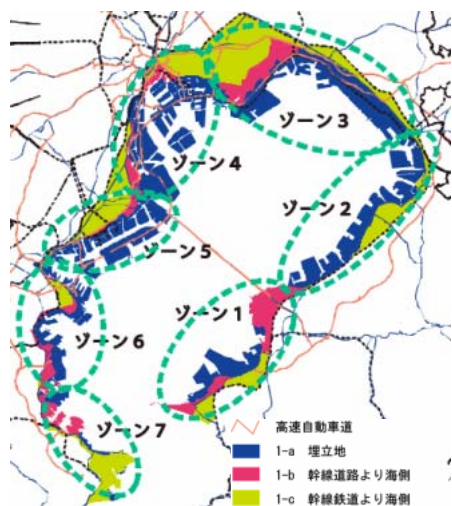 ゾーン3
ゾーン4
ゾーン2
ゾーン5
ゾーン1
ゾーン6
ゾーン7
高速自動車道
1-a 埋立地
1-b 幹線道路より海側
1-c 幹線鉄道より海側